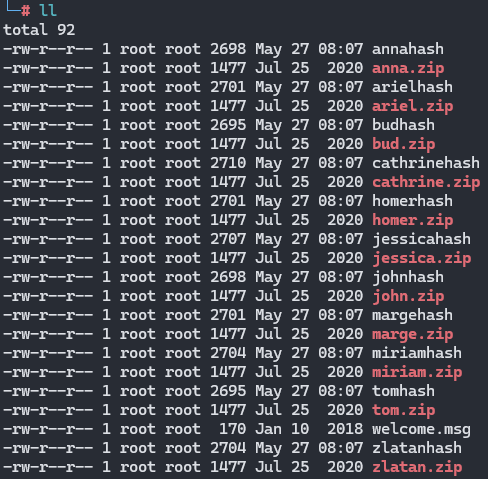 └─# ll
total 92
-rw-r--r-- 1 root root 2698 May 27 08:07 annahash
-rw-r--r-- 1 root root 1477 Jul 25  2020 anna.zip
-rw-r--r-- 1 root root 2701 May 27 08:07 arielhash
-rw-r--r-- 1 root root 1477 Jul 25  2020 ariel.zip
-rw-r--r-- 1 root root 2695 May 27 08:07 budhash
-rw-r--r-- 1 root root 1477 Jul 25  2020 bud.zip
-rw-r--r-- 1 root root 2710 May 27 08:07 cathrinehash
-rw-r--r-- 1 root root 1477 Jul 25  2020 cathrine.zip
-rw-r--r-- 1 root root 2701 May 27 08:07 homerhash
-rw-r--r-- 1 root root 1477 Jul 25  2020 homer.zip
-rw-r--r-- 1 root root 2707 May 27 08:07 jessicahash
-rw-r--r-- 1 root root 1477 Jul 25  2020 jessica.zip
-rw-r--r-- 1 root root 2698 May 27 08:07 johnhash
-rw-r--r-- 1 root root 1477 Jul 25  2020 john.zip
-rw-r--r-- 1 root root 2701 May 27 08:07 margehash
-rw-r--r-- 1 root root 1477 Jul 25  2020 marge.zip
-rw-r--r-- 1 root root 2704 May 27 08:07 miriamhash
-rw-r--r-- 1 root root 1477 Jul 25  2020 miriam.zip
-rw-r--r-- 1 root root 2695 May 27 08:07 tomhash
-rw-r--r-- 1 root root 1477 Jul 25  2020 tom.zip
-rw-r--r-- 1 root root  170 Jan 10  2018 welcome.msg
-rw-r--r-- 1 root root 2704 May 27 08:07 zlatanhash
-rw-r--r-- 1 root root 1477 Jul 25  2020 zlatan.zip